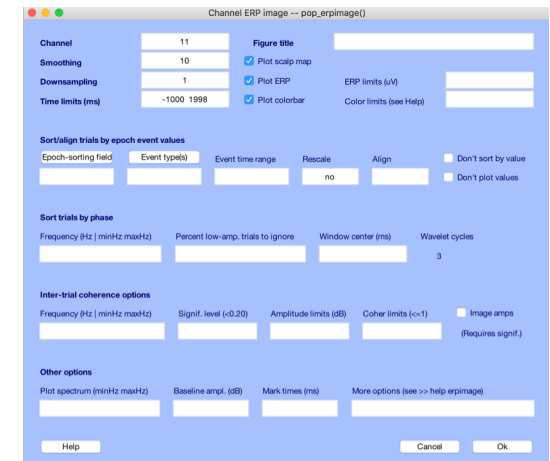 Channel ERP image -- pop_erpimage()
Channel 11 Figure title
Smoothing 10 Plot scalp map
Downsampling 1 Plot ERP ERP limits (uV)
Time limits (ms) -1000 1998 Plot colorbar Color limits (see Help)
Sort/align trials by epoch event values
Epoch-sorting field Event type(s) Event time range Rescale Align Don't sort by value
no Don't plot values
Sort trials by phase
Frequency (Hz | minHz maxHz) Percent low-amp. trials to ignore Window center (ms) Wavelet cycles
3
Inter-trial coherence options
Frequency (Hz | minHz maxHz) Signif. level (<0.20) Amplitude limits (dB) Coher limits (<=1) Image amps
(Requires signif.)
Other options
Plot spectrum (minHz maxHz) Baseline ampl. (dB) Mark times (ms) More options (see >> help erpimage)
Help Cancel Ok